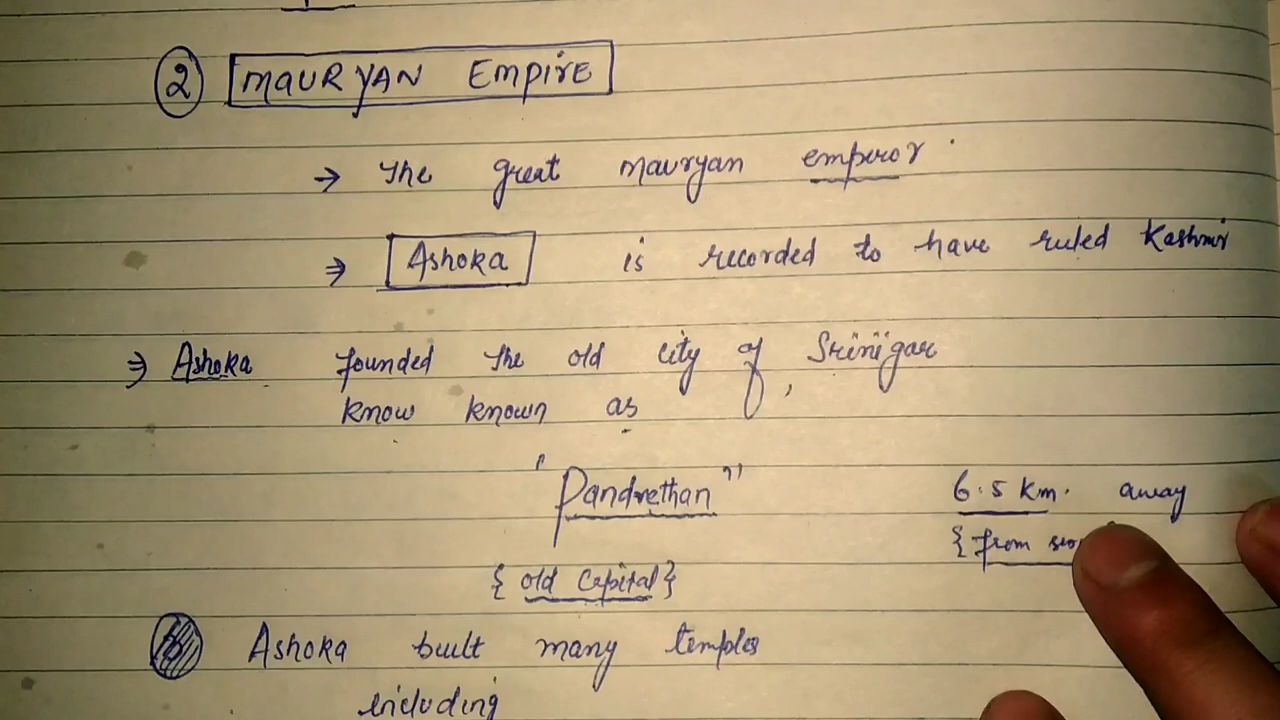 2 MAURYAN EMPIRE
→ The great mauryan emperor
⇒ Ashoka is recorded to have ruled Kashmir
⇒ Ashoka founded the old city of Srinigar,
know known as
"Pandrethan"
6.5 km. away
{ from
{ old Capital }
Ashoka built many temples
including